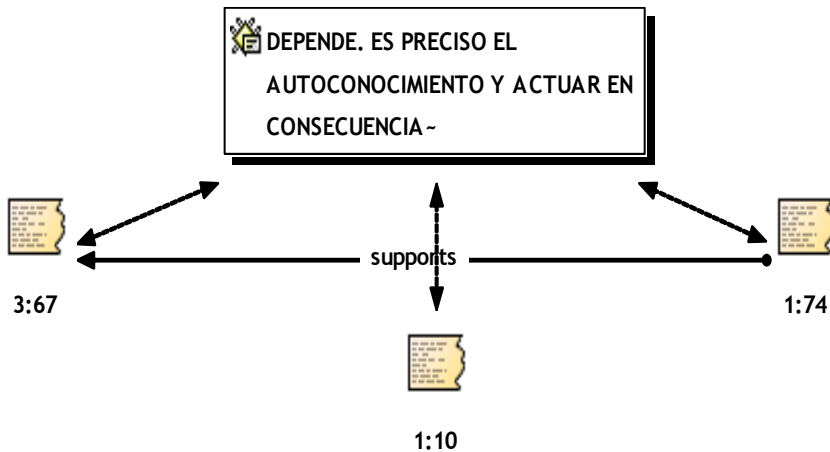 DEPENDE. ES PRECISO EL
AUTOCONOCIMIENTO Y ACTUAR EN
CONSECUENCIA~
supports
3:67
1:74
1:10